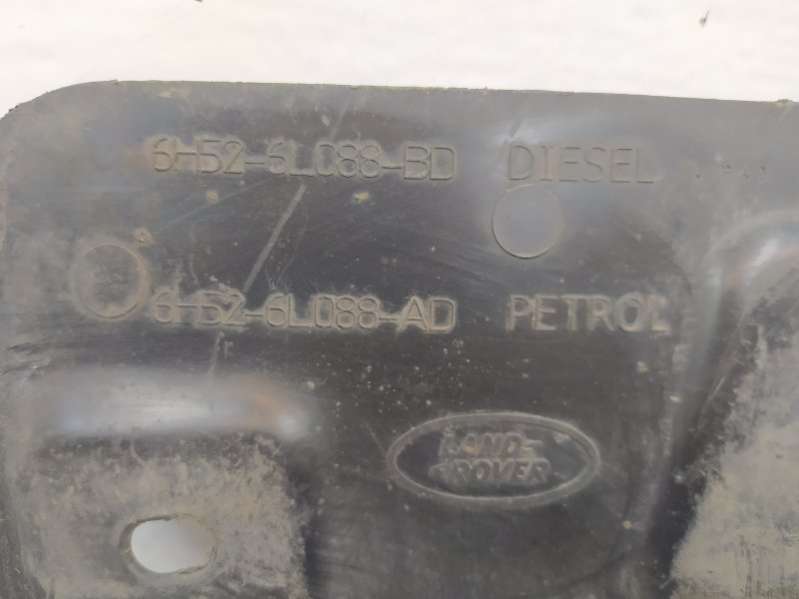 6H52-6L088-BD DIESEL
6H52-6L088-AD PETROL
LAND-
ROVER